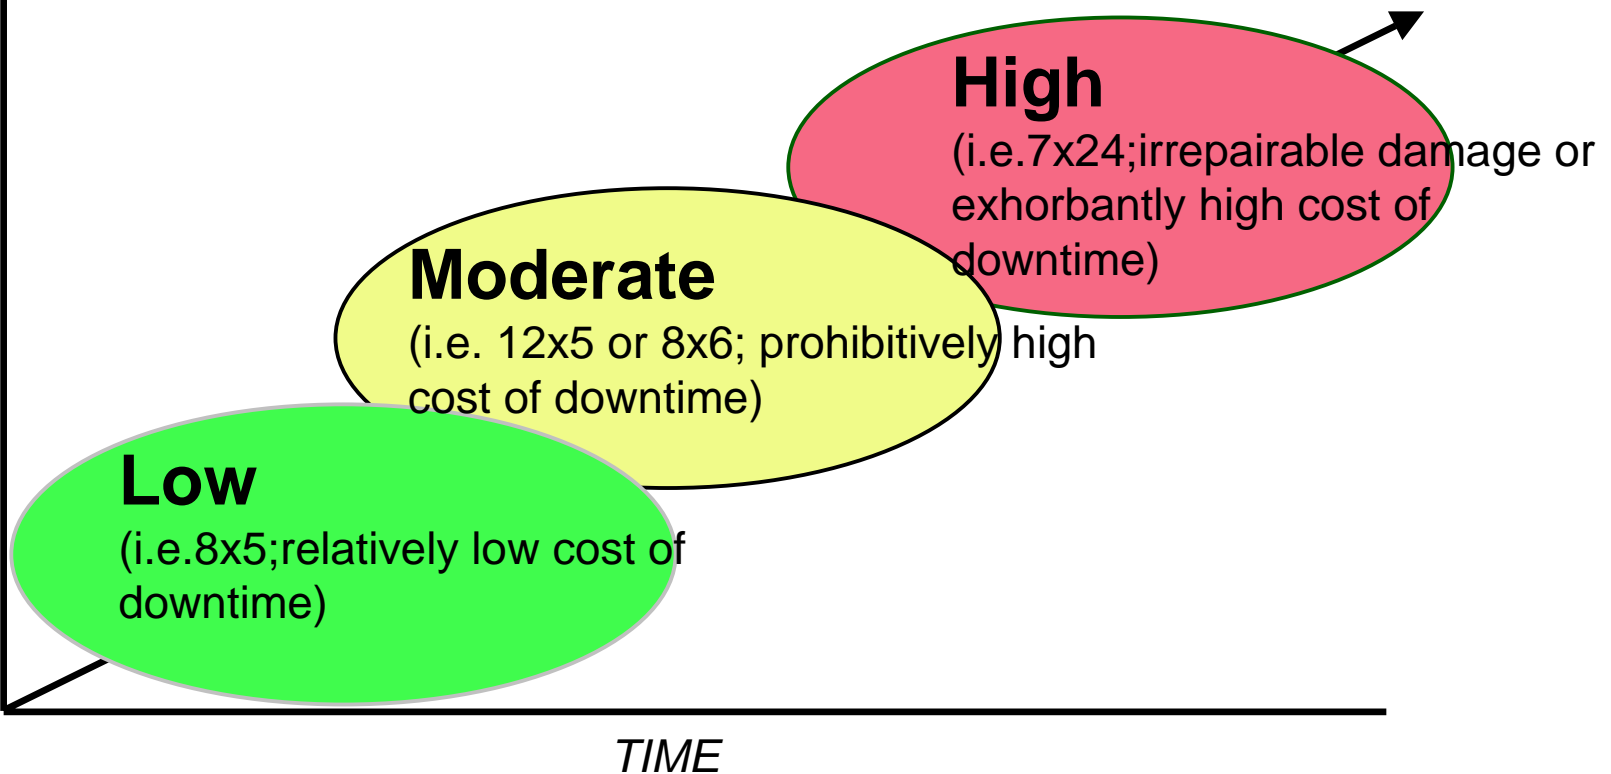 High
(i.e.7x24;irrepairable damage or
exhorbantly high cost of
downtime)
Moderate
(i.e. 12x5 or 8x6; prohibitively high
cost of downtime)
Low
(i.e.8x5;relatively low cost of
downtime)
TIME